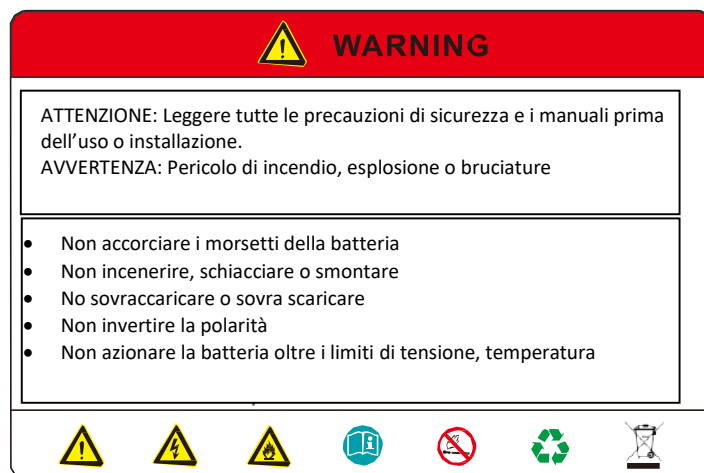 WARNING
ATTENZIONE: Leggere tutte le precauzioni di sicurezza e i manuali prima
dell’uso o installazione.
AVVERTENZA: Pericolo di incendio, esplosione o bruciature
• Non accorciare i morsetti della batteria
• Non incenerire, schiacciare o smontare
• No sovraccaricare o sovra scaricare
• Non invertire la polarità
• Non azionare la batteria oltre i limiti di tensione, temperatura